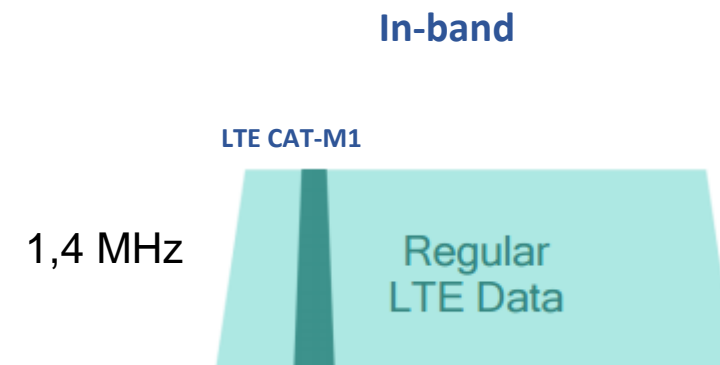 In-band
LTE CAT-M1
1,4 MHz
Regular
LTE Data